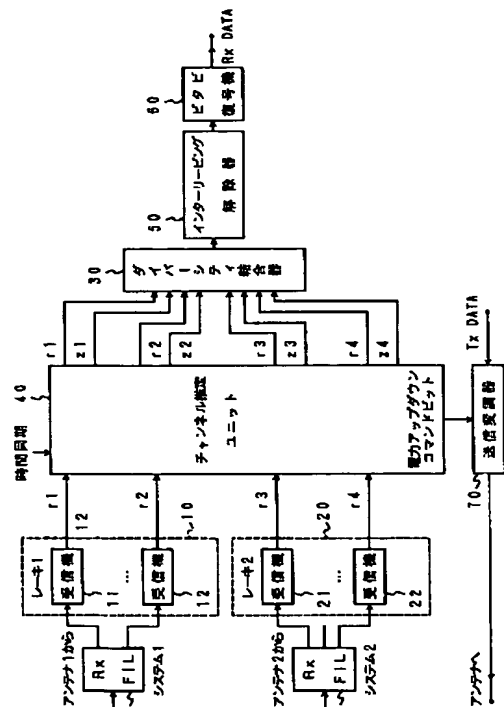 アンテナ1から
Rx
FIL
システム1
レーキ1
受信機
11
...
受信機
12
10
r1
12
r2
アンテナ2から
Rx
FIL
システム2
レーキ2
受信機
21
...
受信機
22
20
r3
r4
時間同期
40
チャンネル推定
ユニット
電力アップダウン
コマンドビット
r1
z1
r2
z2
r3
z3
r4
z4
30
ダイバーシティ結合器
50
インターリービング
解除器
60
ビタビ
復号機
Rx DATA
Tx DATA
送信変調器
70
アンテナへ